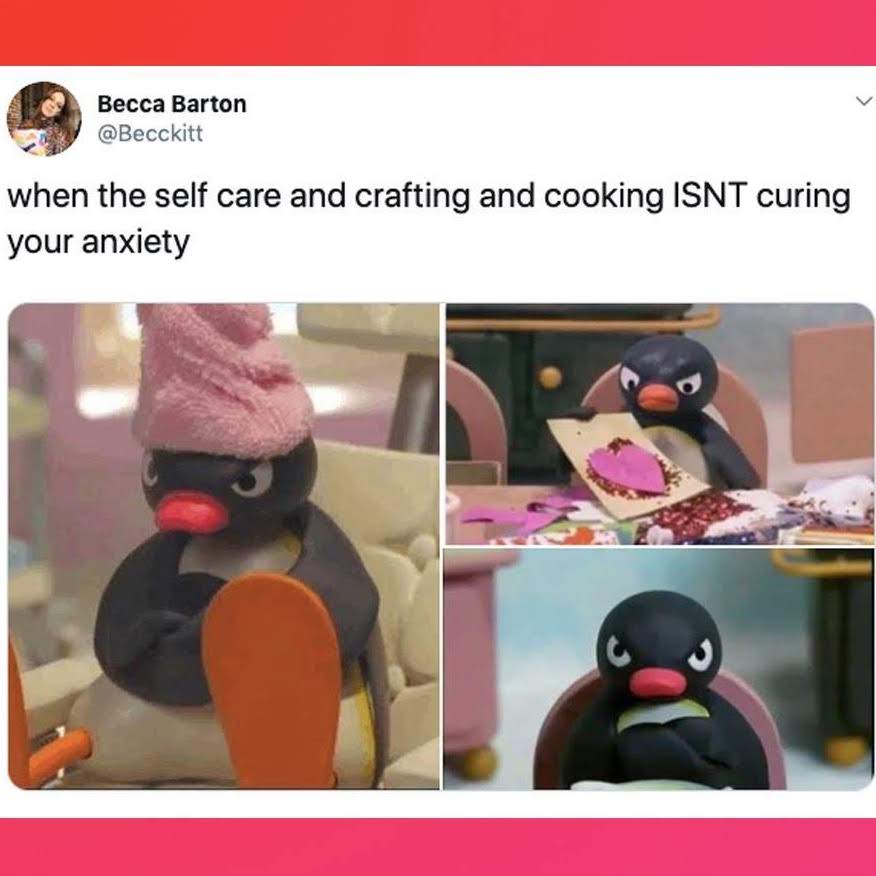 Becca Barton
@Becckitt
when the self care and crafting and cooking ISNT curing
your anxiety